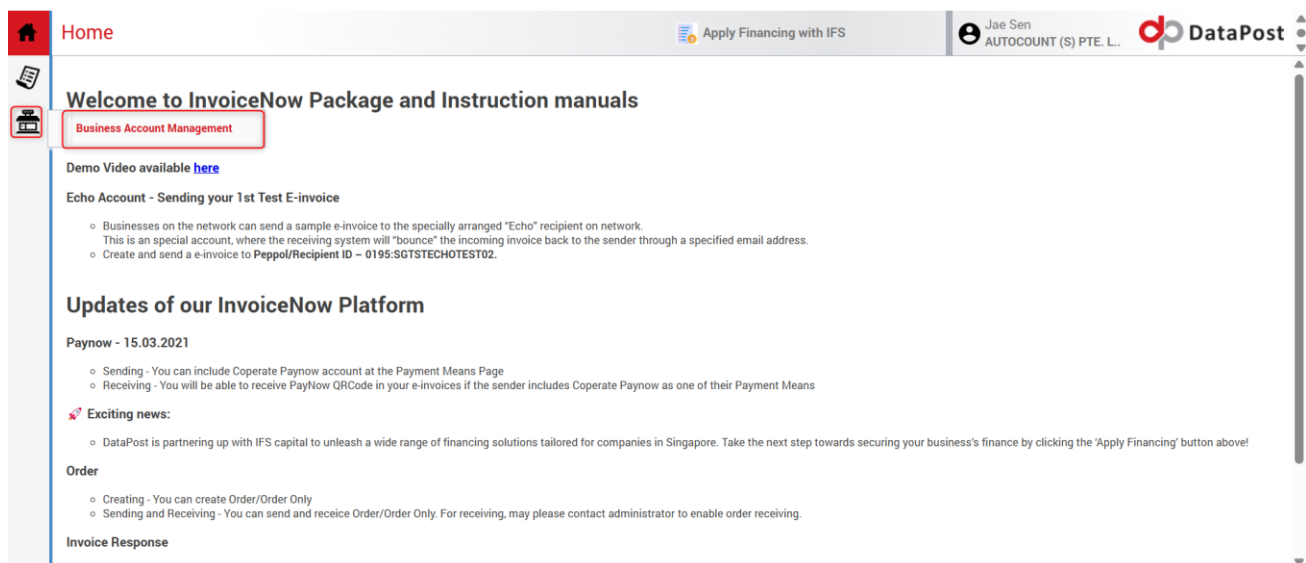 Home
Apply Financing with IFS
Jae Sen
AUTOCOUNT (S) PTE. L..
DataPost
Welcome to InvoiceNow Package and Instruction manuals
Business Account Management
Demo Video available here
Echo Account - Sending your 1st Test E-invoice
Businesses on the network can send a sample e-invoice to the specially arranged “Echo” recipient on network.
This is an special account, where the receiving system will “bounce” the incoming invoice back to the sender through a specified email address.
Create and send a e-invoice to Peppol/Recipient ID – 0195:SGTSTECHOTEST02.
Updates of our InvoiceNow Platform
Paynow - 15.03.2021
Sending - You can include Coperate Paynow account at the Payment Means Page
Receiving - You will be able to receive PayNow QRCode in your e-invoices if the sender includes Coperate Paynow as one of their Payment Means
Exciting news:
DataPost is partnering up with IFS capital to unleash a wide range of financing solutions tailored for companies in Singapore. Take the next step towards securing your business's finance by clicking the 'Apply Financing' button above!
Order
Creating - You can create Order/Order Only
Sending and Receiving - You can send and receice Order/Order Only. For receiving, may please contact administrator to enable order receiving.
Invoice Response